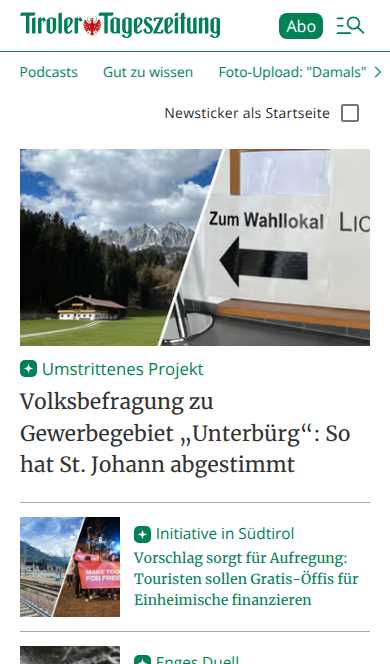 Tiroler Tageszeitung
Abo
Podcasts Gut zu wissen Foto-Upload: "Damals"
Newsticker als Startseite
Zum Wahllokal
Umstrittenes Projekt
Volksbefragung zu
Gewerbegebiet „Unterbürg“: So
hat St. Johann abgestimmt
Initiative in Südtirol
Vorschlag sorgt für Aufregung:
Touristen sollen Gratis-Öffis für
Einheimische finanzieren
Enges Duell